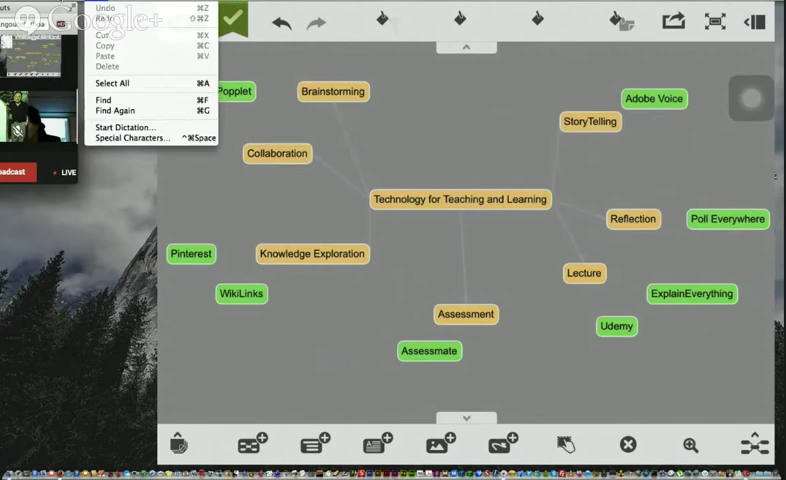 Google+
Undo ⌘Z
Redo ⇧⌘Z
Cut ⌘X
Copy ⌘C
Paste ⌘V
Delete
Select All ⌘A
Find ⌘F
Find Again ⌘G
Start Dictation...
Special Characters... ^⌘Space
LIVE
Popplet
Brainstorming
Adobe Voice
StoryTelling
Collaboration
Technology for Teaching and Learning
Reflection
Poll Everywhere
Pinterest
Knowledge Exploration
Lecture
WikiLinks
ExplainEverything
Assessment
Udemy
Assessmate